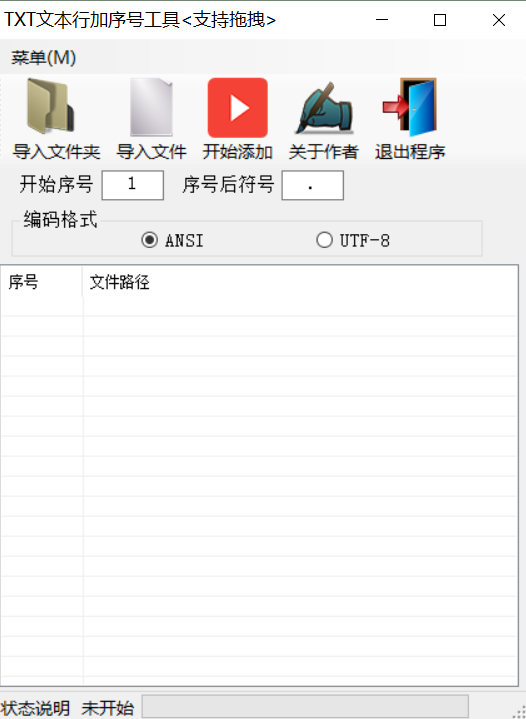 TXT文本行加序号工具<支持拖拽>
菜单(M)
导入文件夹 导入文件 开始添加 关于作者 退出程序
开始序号 1 序号后符号 .
编码格式
ANSI UTF-8
序号 文件路径
状态说明 未开始